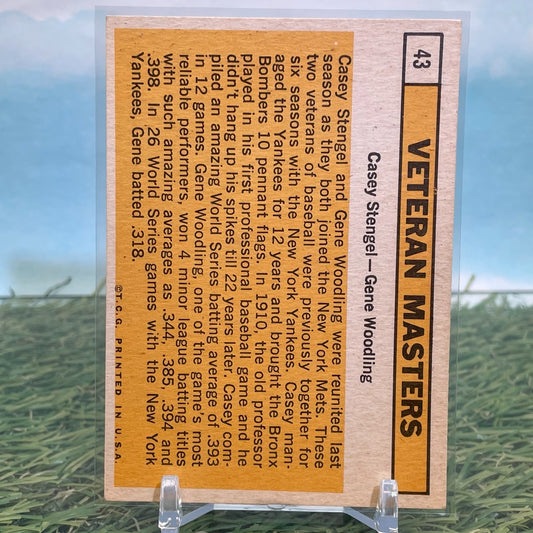 43
VETERAN MASTERS
Casey Stengel—Gene Woodling
Casey Stengel and Gene Woodling were reunited last
season as they both joined the New York Mets. These
two veterans of baseball were previously together for
six seasons with the New York Yankees. Casey man-
aged the Yankees for 12 years and brought the Bronx
Bombers 10 pennant flags. In 1910, the old professor
played in his first professional baseball game and he
didn't hang up his spikes till 22 years later. Casey com-
piled an amazing World Series batting average of .393
in 12 games. Gene Woodling, one of the game's most
reliable performers, won 4 minor league batting titles
with such amazing averages as .344, .385, .394 and
.398. In 26 World Series games with the New York
Yankees, Gene batted .318.
©T.C.G. PRINTED IN U.S.A.